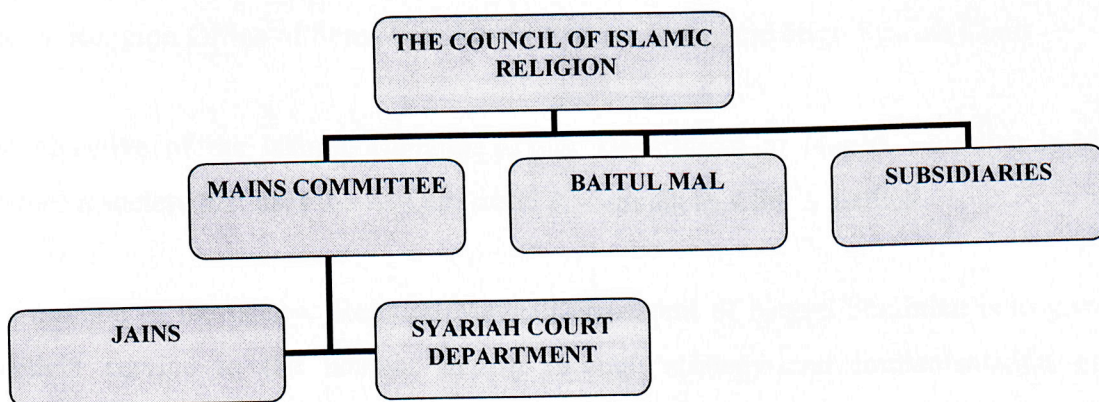 THE COUNCIL OF ISLAMIC
RELIGION
MAINS COMMITTEE
BAITUL MAL
SUBSIDIARIES
JAINS
SYARIAH COURT
DEPARTMENT